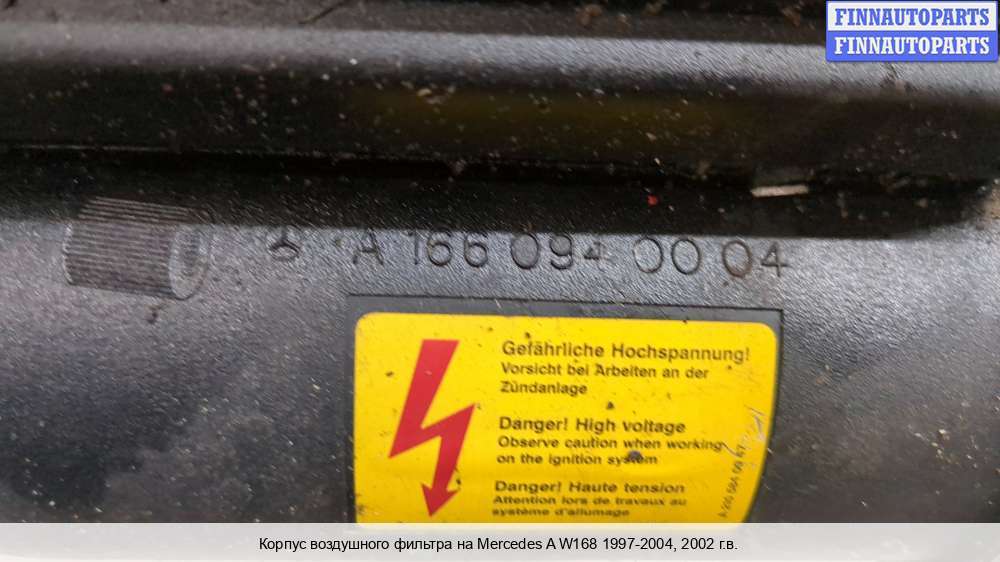 FINNAUTOPARTS
FINNAUTOPARTS
A 166 094 00 04
Gefährliche Hochspannung!
Vorsicht bei Arbeiten an der
Zündanlage
Danger! High voltage
Observe caution when working
on the ignition system
Danger! Haute tension
Attention lors de travaux au
système d'allumage
Корпус воздушного фильтра на Mercedes A W168 1997-2004, 2002 г.в.